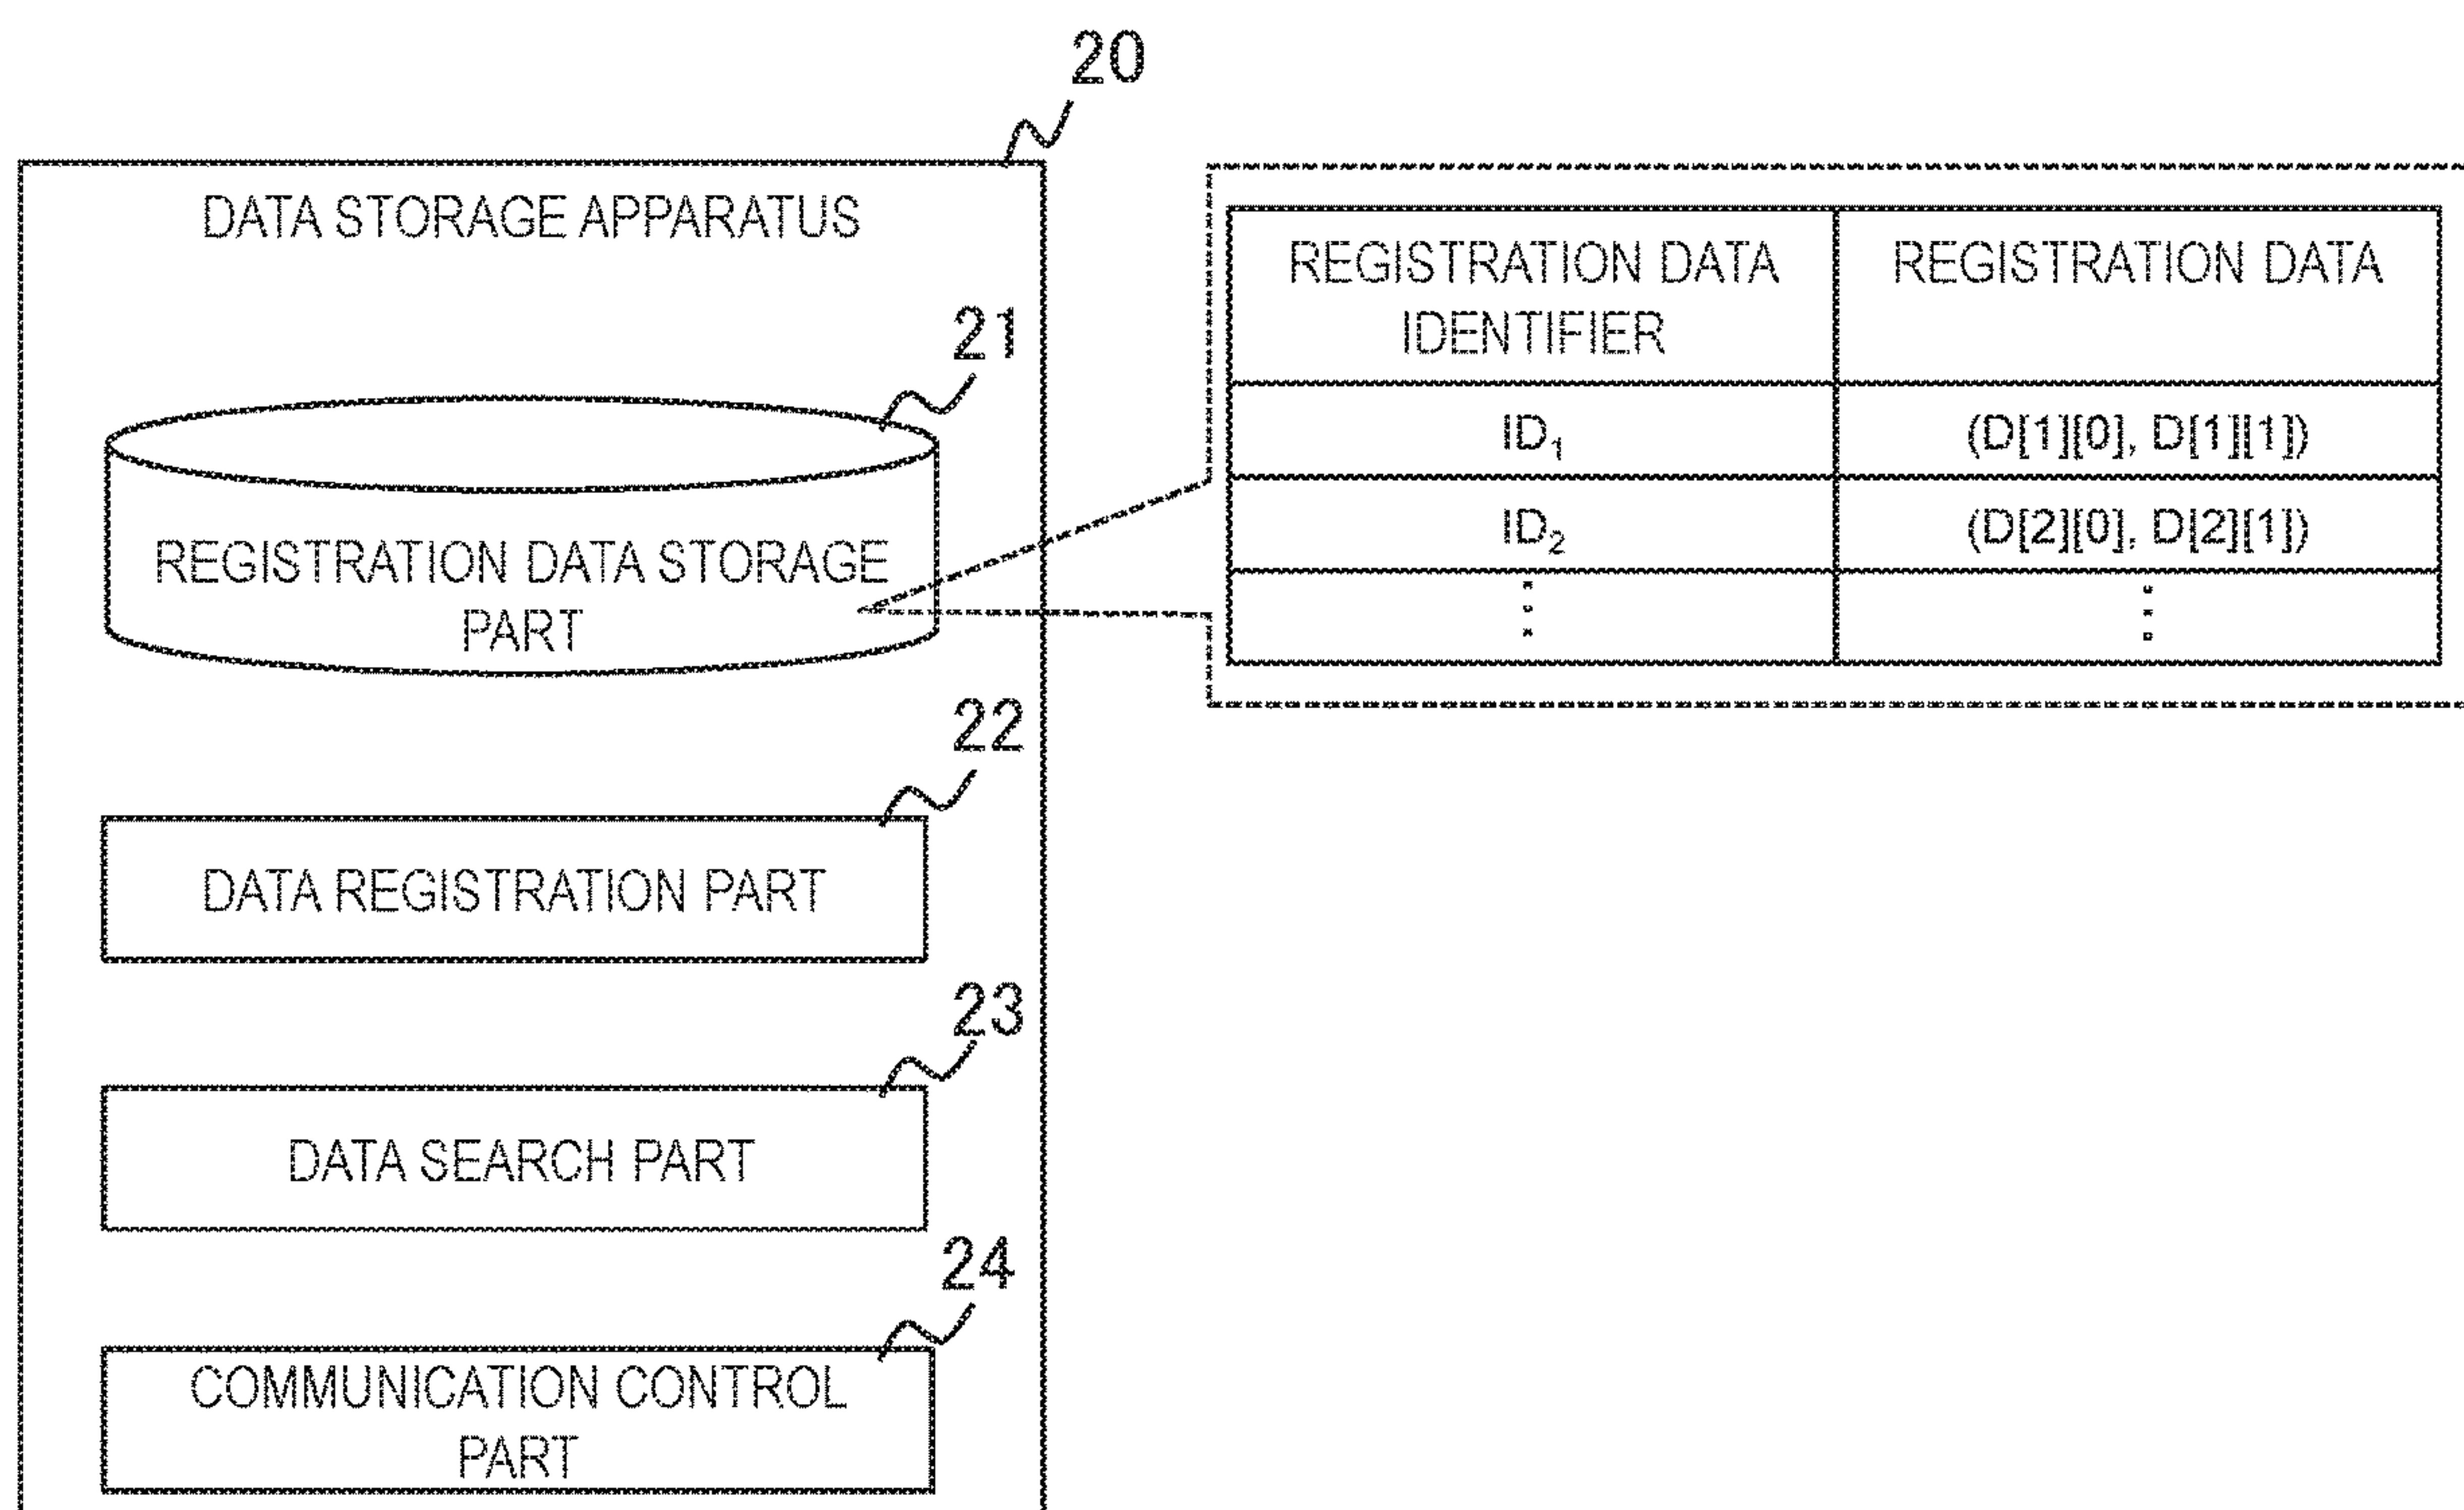 20
DATA STORAGE APPARATUS
21
REGISTRATION DATA STORAGE
PART
22
DATA REGISTRATION PART
23
DATA SEARCH PART
24
COMMUNICATION CONTROL
PART
REGISTRATION DATA
IDENTIFIER
REGISTRATION DATA
ID₁
(D[1][0], D[1][1])
ID₂
(D[2][0], D[2][1])
⋮
⋮